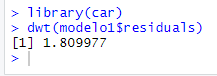 > library(car)
> dwt(modelo1$residuals)
[1] 1.809977
>